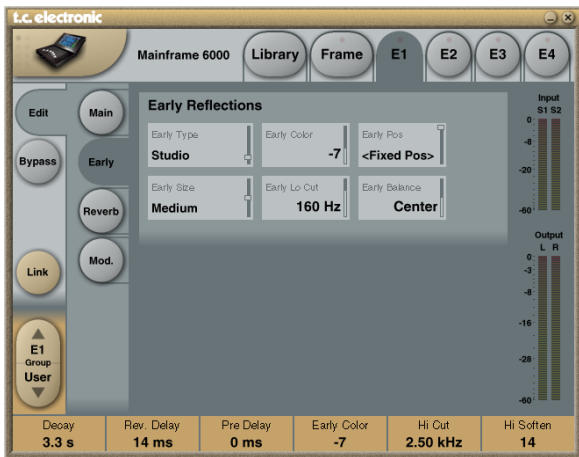 t.c. electronic
Mainframe 6000
Library
Frame
E1
E2
E3
E4
Edit
Bypass
Link
E1
Group
User
Main
Early
Reverb
Mod.
Early Reflections
Early Type
Studio
Early Color
-7
Early Pos
<Fixed Pos>
Early Size
Medium
Early Lo Cut
160 Hz
Early Balance
Center
Input
S1 S2
0
-8
-20
-60
Output
L R
0
-3
-8
-16
-28
-60
Decay
3.3 s
Rev. Delay
14 ms
Pre Delay
0 ms
Early Color
-7
Hi Cut
2.50 kHz
Hi Soften
14